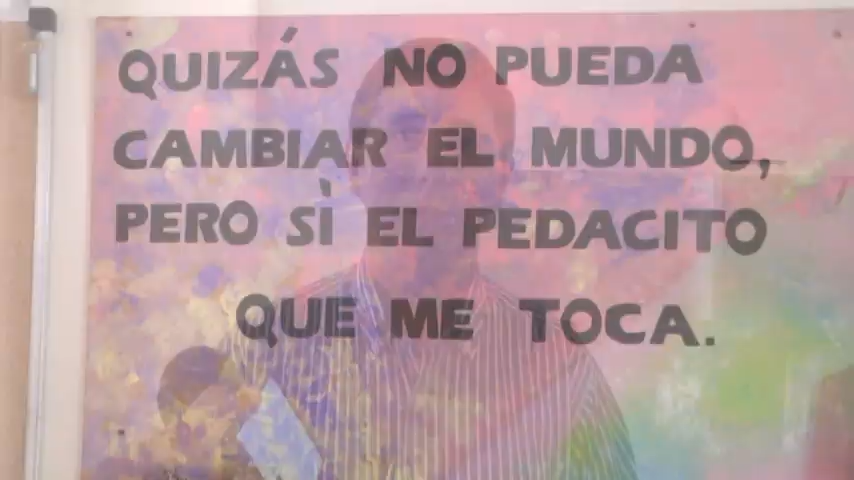 QUIZÁS NO PUEDA
CAMBIAR EL MUNDO,
PERO SÌ EL PEDACITO
QUE ME TOCA.